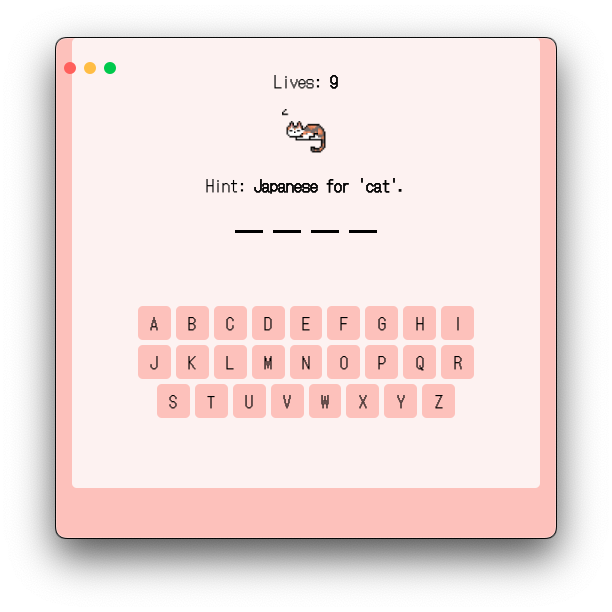 Lives: 9
Hint: Japanese for 'cat'.
A B C D E F G H I
J K L M N O P Q R
S T U V W X Y Z